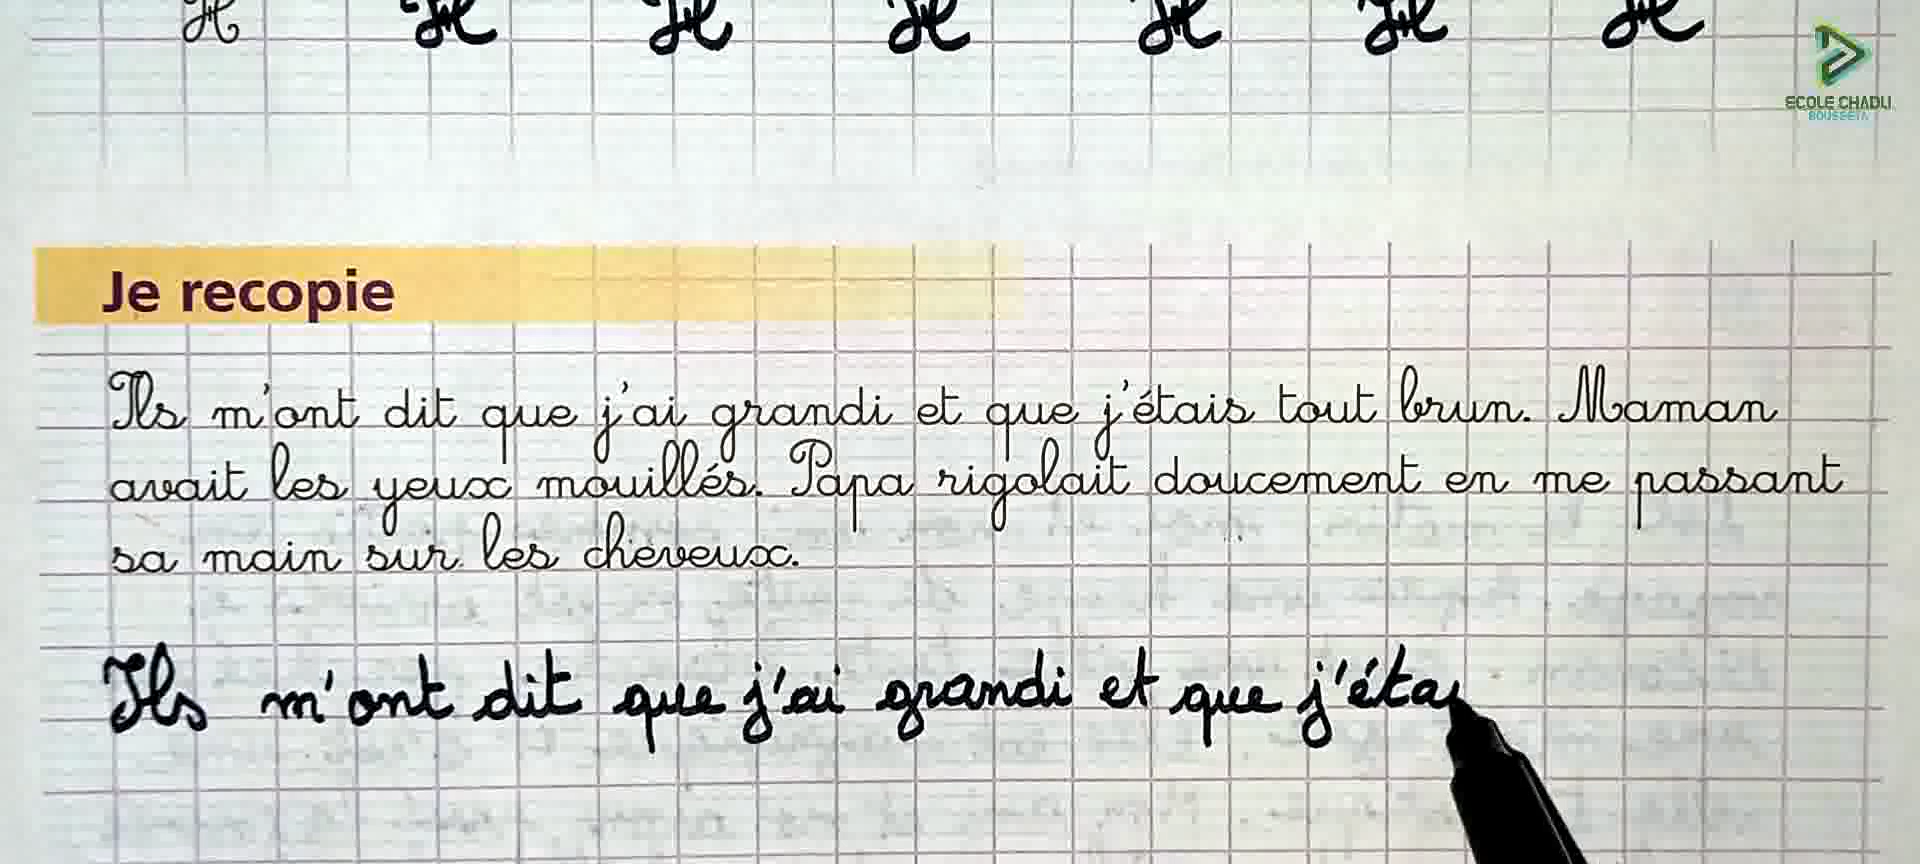 H H H H H H H
ECOLE CHADLI
BOUSSETA
Je recopie
Ils m'ont dit que j'ai grandi et que j'étais tout brun. Maman
avait les yeux mouillés. Papa rigolait doucement en me passant
sa main sur les cheveux.
Ils m'ont dit que j'ai grandi et que j'éta